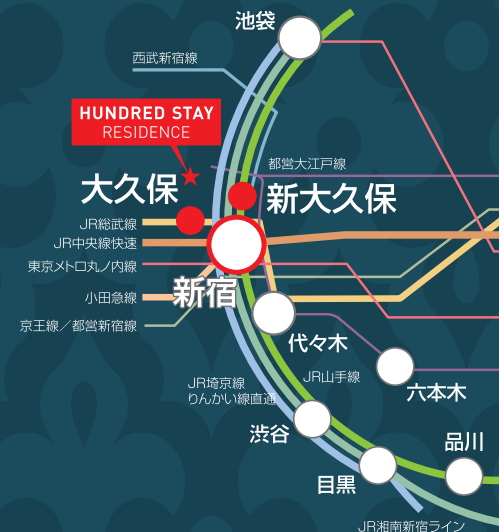 池袋
西武新宿線
HUNDRED STAY
RESIDENCE
都営大江戸線
大久保
新大久保
JR総武線
JR中央線快速
東京メトロ丸ノ内線
新宿
小田急線
京王線／都営新宿線
代々木
JR埼京線
りんかい線直通
JR山手線
六本木
渋谷
品川
目黒
JR湘南新宿ライン